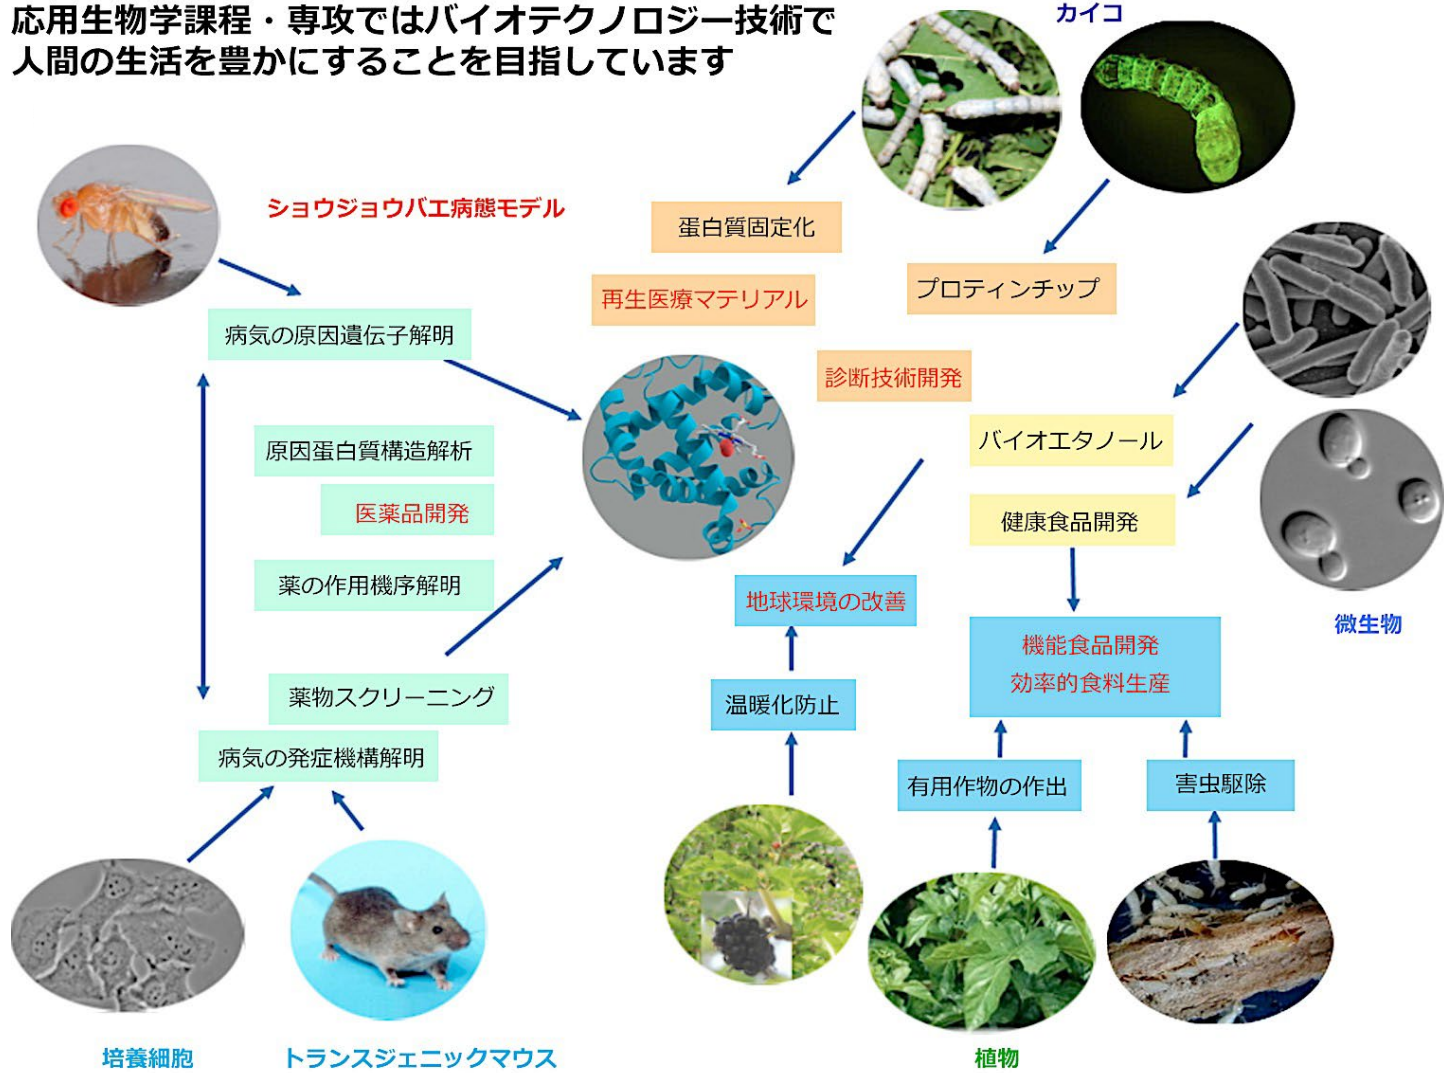 応用生物学課程・専攻ではバイオテクノロジー技術で
人間の生活を豊かにすることを目指しています
カイコ
ショウジョウバエ病態モデル
蛋白質固定化
再生医療マテリアル
プロティンチップ
病気の原因遺伝子解明
診断技術開発
原因蛋白質構造解析
バイオエタノール
医薬品開発
健康食品開発
薬の作用機序解明
地球環境の改善
微生物
機能食品開発
効率的食料生産
薬物スクリーニング
温暖化防止
病気の発症機構解明
有用作物の作出
害虫駆除
培養細胞
トランスジェニックマウス
植物